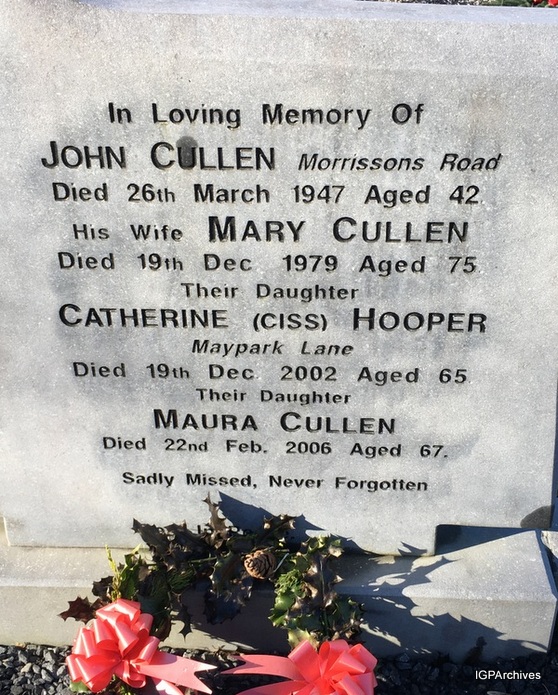 In Loving Memory Of
JOHN CULLEN Morrissons Road
Died 26th March 1947 Aged 42
His Wife MARY CULLEN
Died 19th Dec 1979 Aged 75
Their Daughter
CATHERINE (CISS) HOOPER
Maypark Lane
Died 19th Dec. 2002 Aged 65
Their Daughter
MAURA CULLEN
Died 22nd Feb. 2006 Aged 67.
Sadly Missed, Never Forgotten
IGPArchives